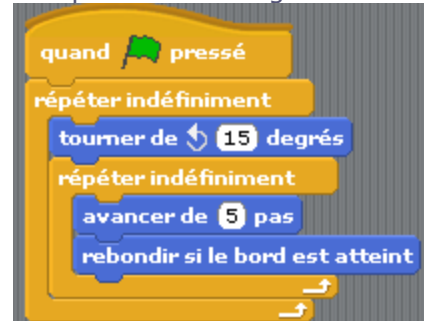 quand pressé
répéter indéfiniment
tourner de 15 degrés
répéter indéfiniment
avancer de 5 pas
rebondir si le bord est atteint